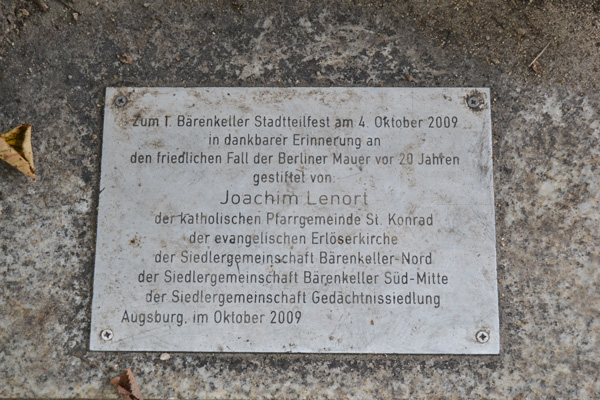 zum 1. Bärenkeller Stadtteilfest am 4. Oktober 2009
in dankbarer Erinnerung an
den friedlichen Fall der Berliner Mauer vor 20 Jahren
gestiftet von:
Joachim Lenort
der katholischen Pfarrgemeinde St. Konrad
der evangelischen Erlöserkirche
der Siedlergemeinschaft Bärenkeller-Nord
der Siedlergemeinschaft Bärenkeller Süd-Mitte
der Siedlergemeinschaft Gedächtnissiedlung
Augsburg, im Oktober 2009